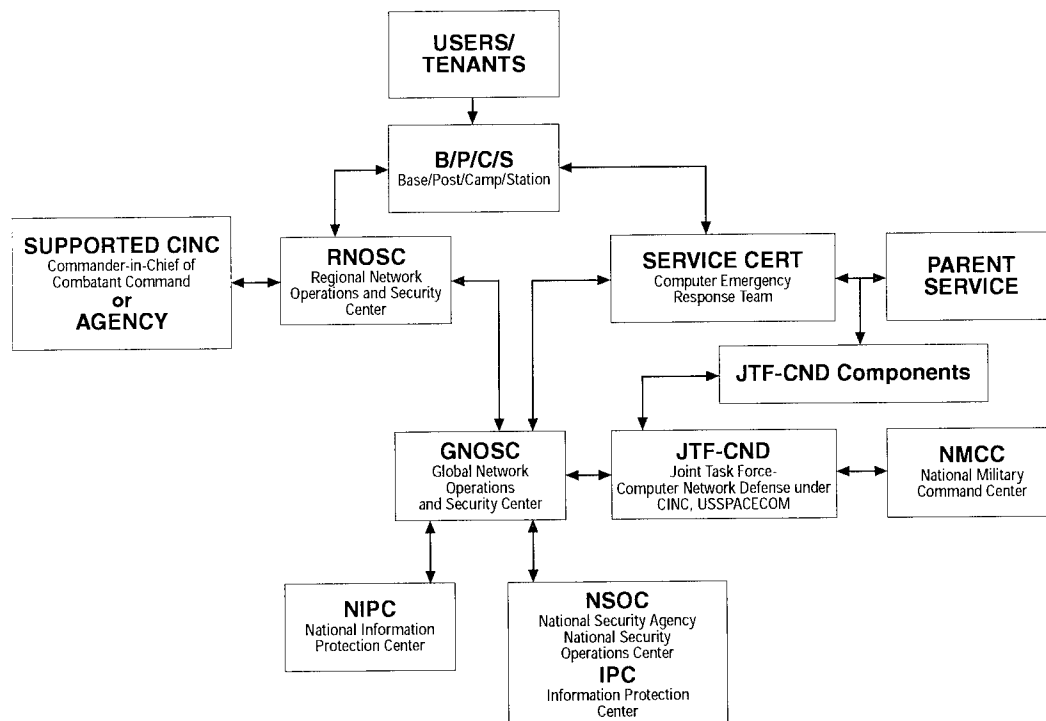 USERS/
TENANTS
B/P/C/S
Base/Post/Camp/Station
SUPPORTED CINC
Commander-in-Chief of
Combatant Command
or
AGENCY
RNOSC
Regional Network
Operations and Security
Center
SERVICE CERT
Computer Emergency
Response Team
PARENT
SERVICE
JTF-CND Components
GNOSC
Global Network
Operations
and Security Center
JTF-CND
Joint Task Force-
Computer Network Defense under
CINC, USSPACECOM
NMCC
National Military
Command Center
NIPC
National Information
Protection Center
NSOC
National Security Agency
National Security
Operations Center
IPC
Information Protection
Center